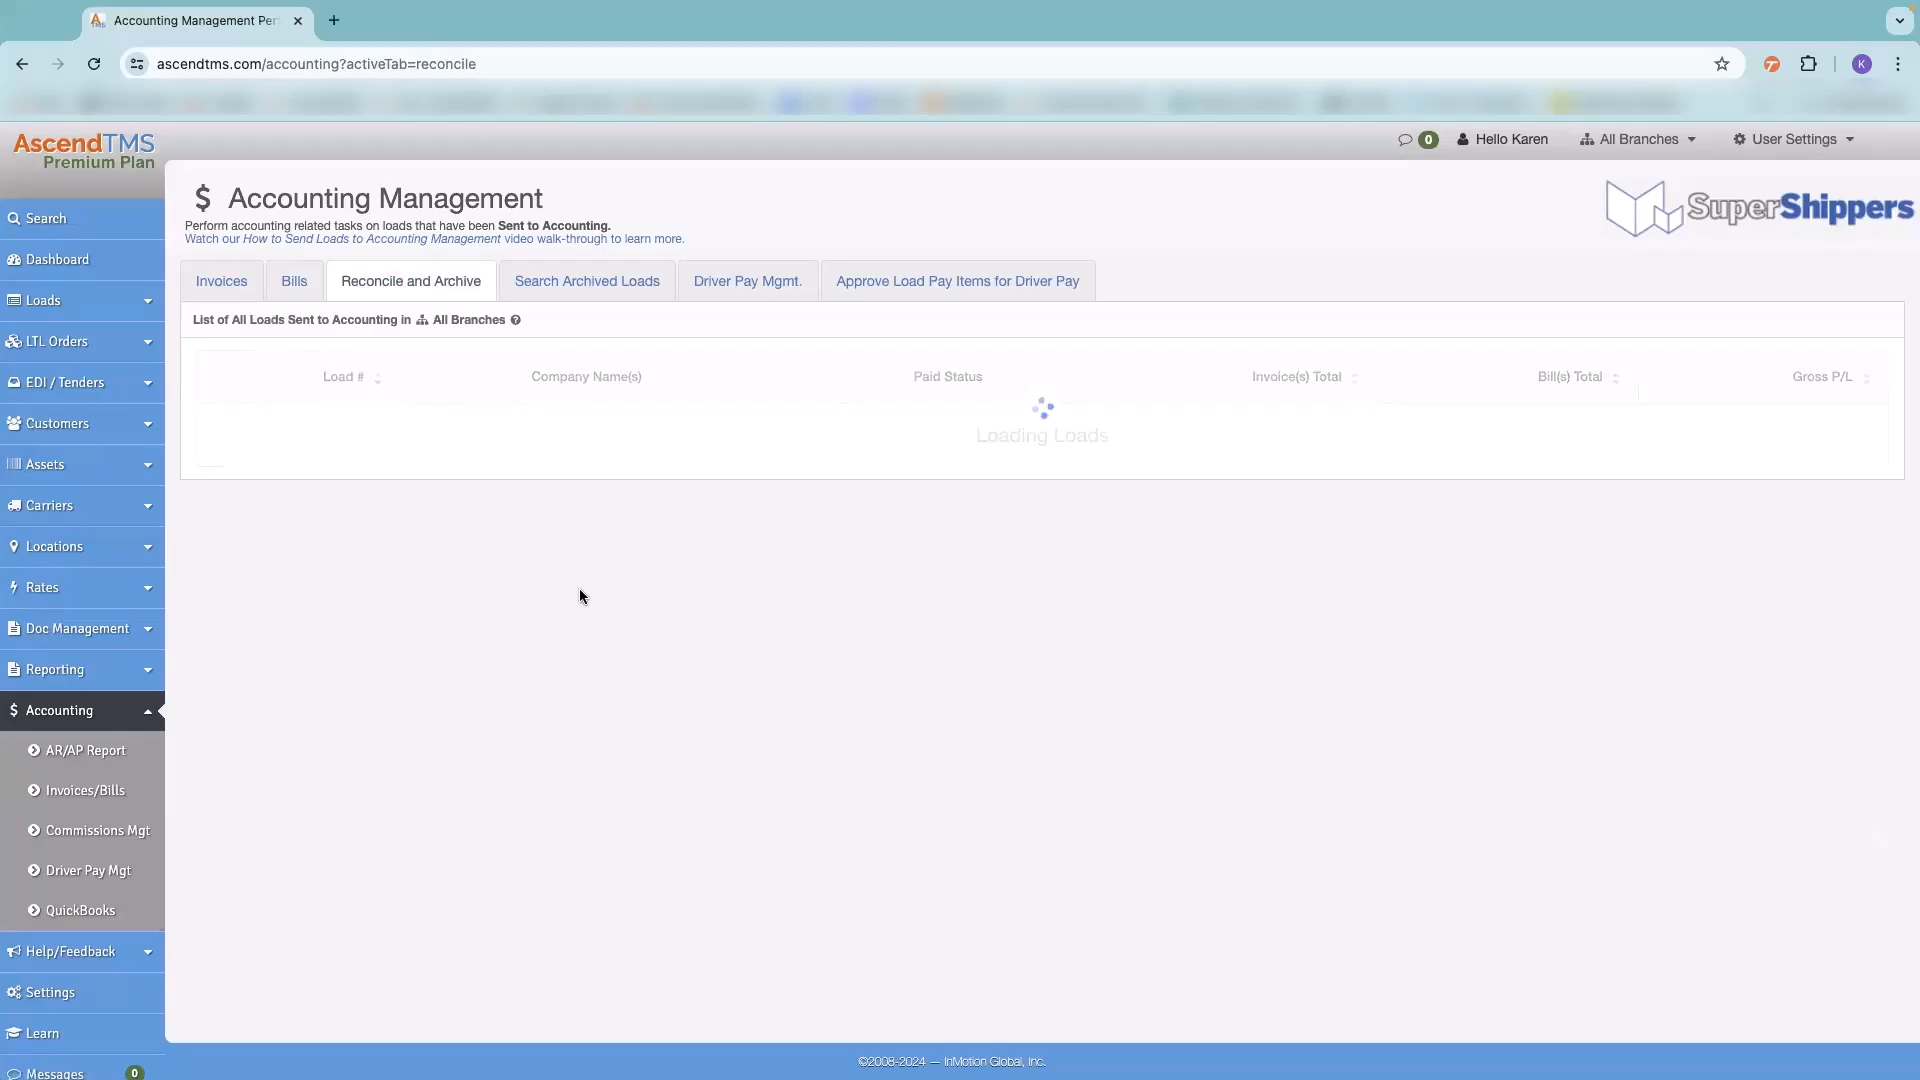 Accounting Management Per
ascendtms.com/accounting?activeTab=reconcile
K
AscendTMS
Premium Plan
0
Hello Karen
All Branches
User Settings
Search
Dashboard
Loads
LTL Orders
EDI / Tenders
Customers
Assets
Carriers
Locations
Rates
Doc Management
Reporting
$ Accounting
AR/AP Report
Invoices/Bills
Commissions Mgt
Driver Pay Mgt
QuickBooks
Help/Feedback
Settings
Learn
Messages 0
$ Accounting Management
Perform accounting related tasks on loads that have been Sent to Accounting.
Watch our How to Send Loads to Accounting Management video walk-through to learn more.
SuperShippers
Invoices
Bills
Reconcile and Archive
Search Archived Loads
Driver Pay Mgmt.
Approve Load Pay Items for Driver Pay
List of All Loads Sent to Accounting in All Branches
Load # Company Name(s) Paid Status Invoice(s) Total Bill(s) Total Gross P/L
Loading Loads
©2008-2024 — InMotion Global, Inc.